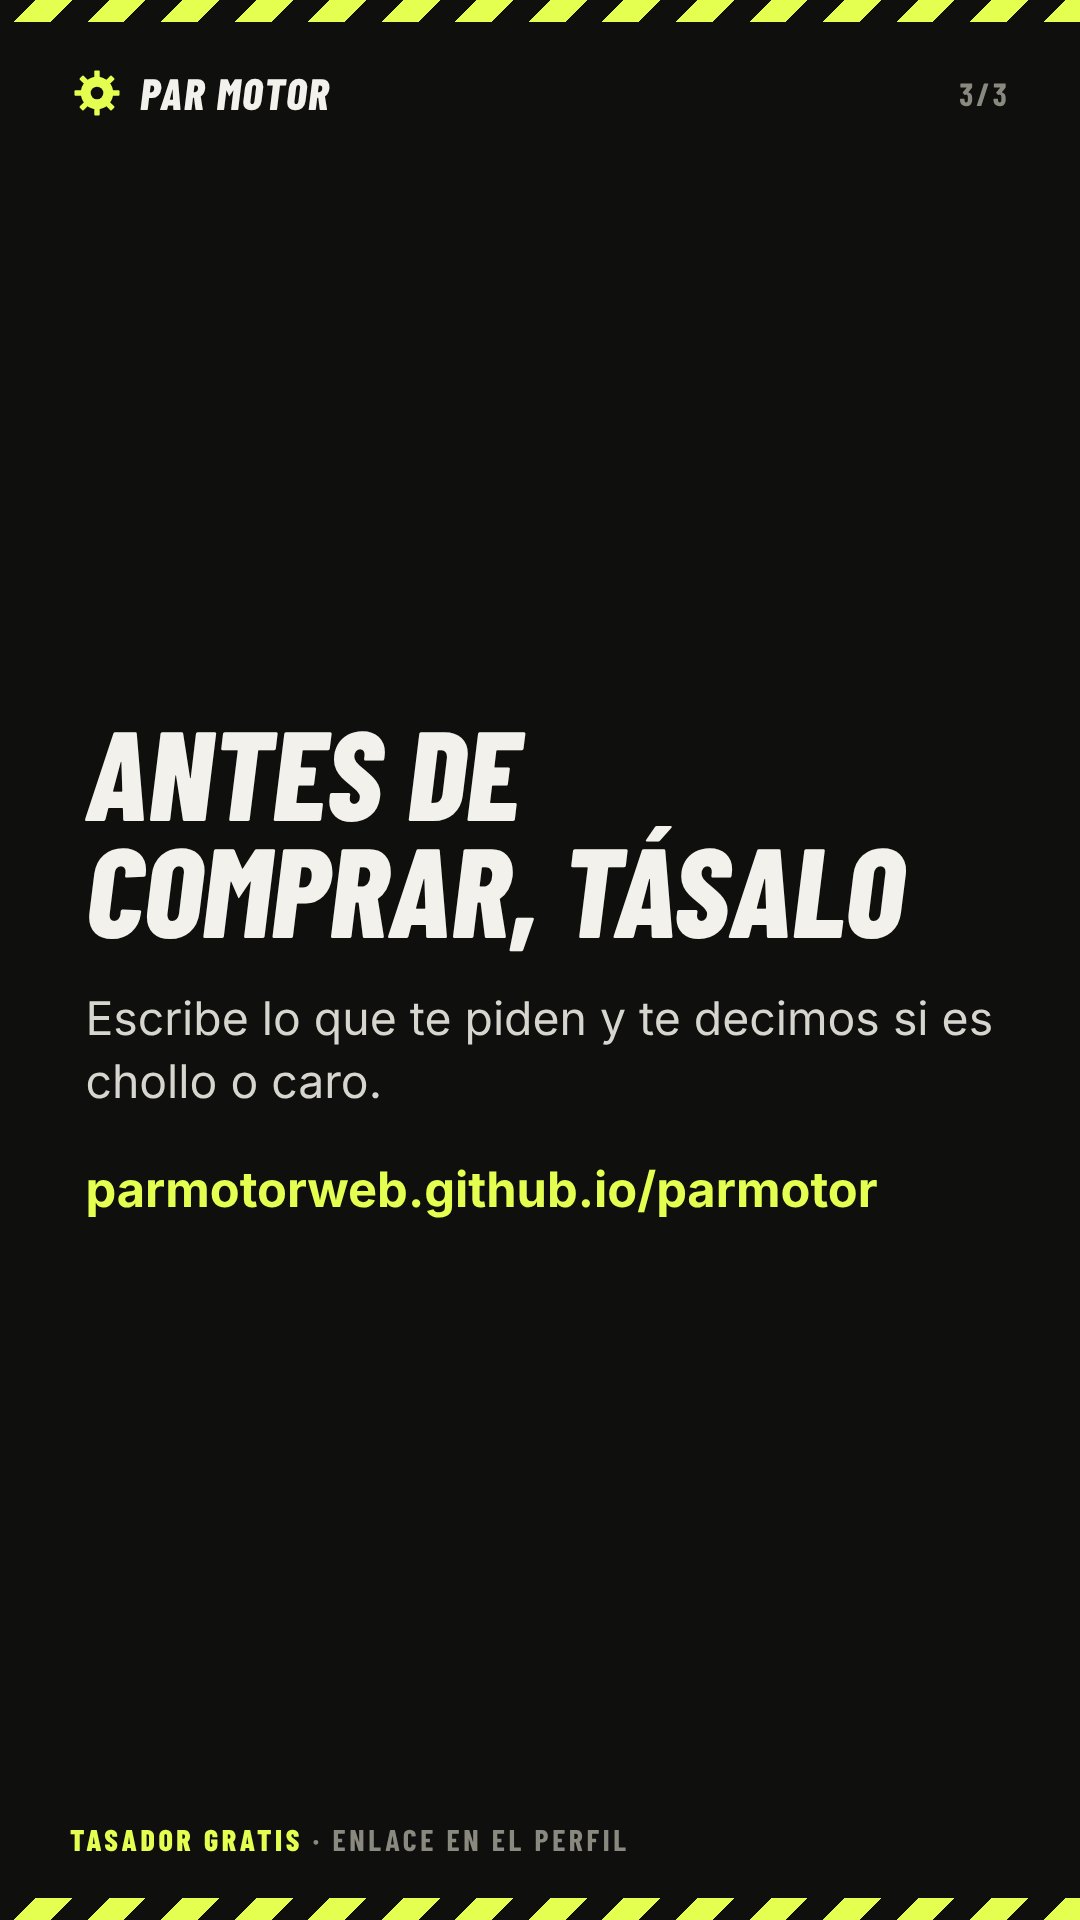 PAR MOTOR
3/3
ANTES DE
COMPRAR, TÁSALO
Escribe lo que te piden y te decimos si es
chollo o caro.
parmotorweb.github.io/parmotor
TASADOR GRATIS · ENLACE EN EL PERFIL